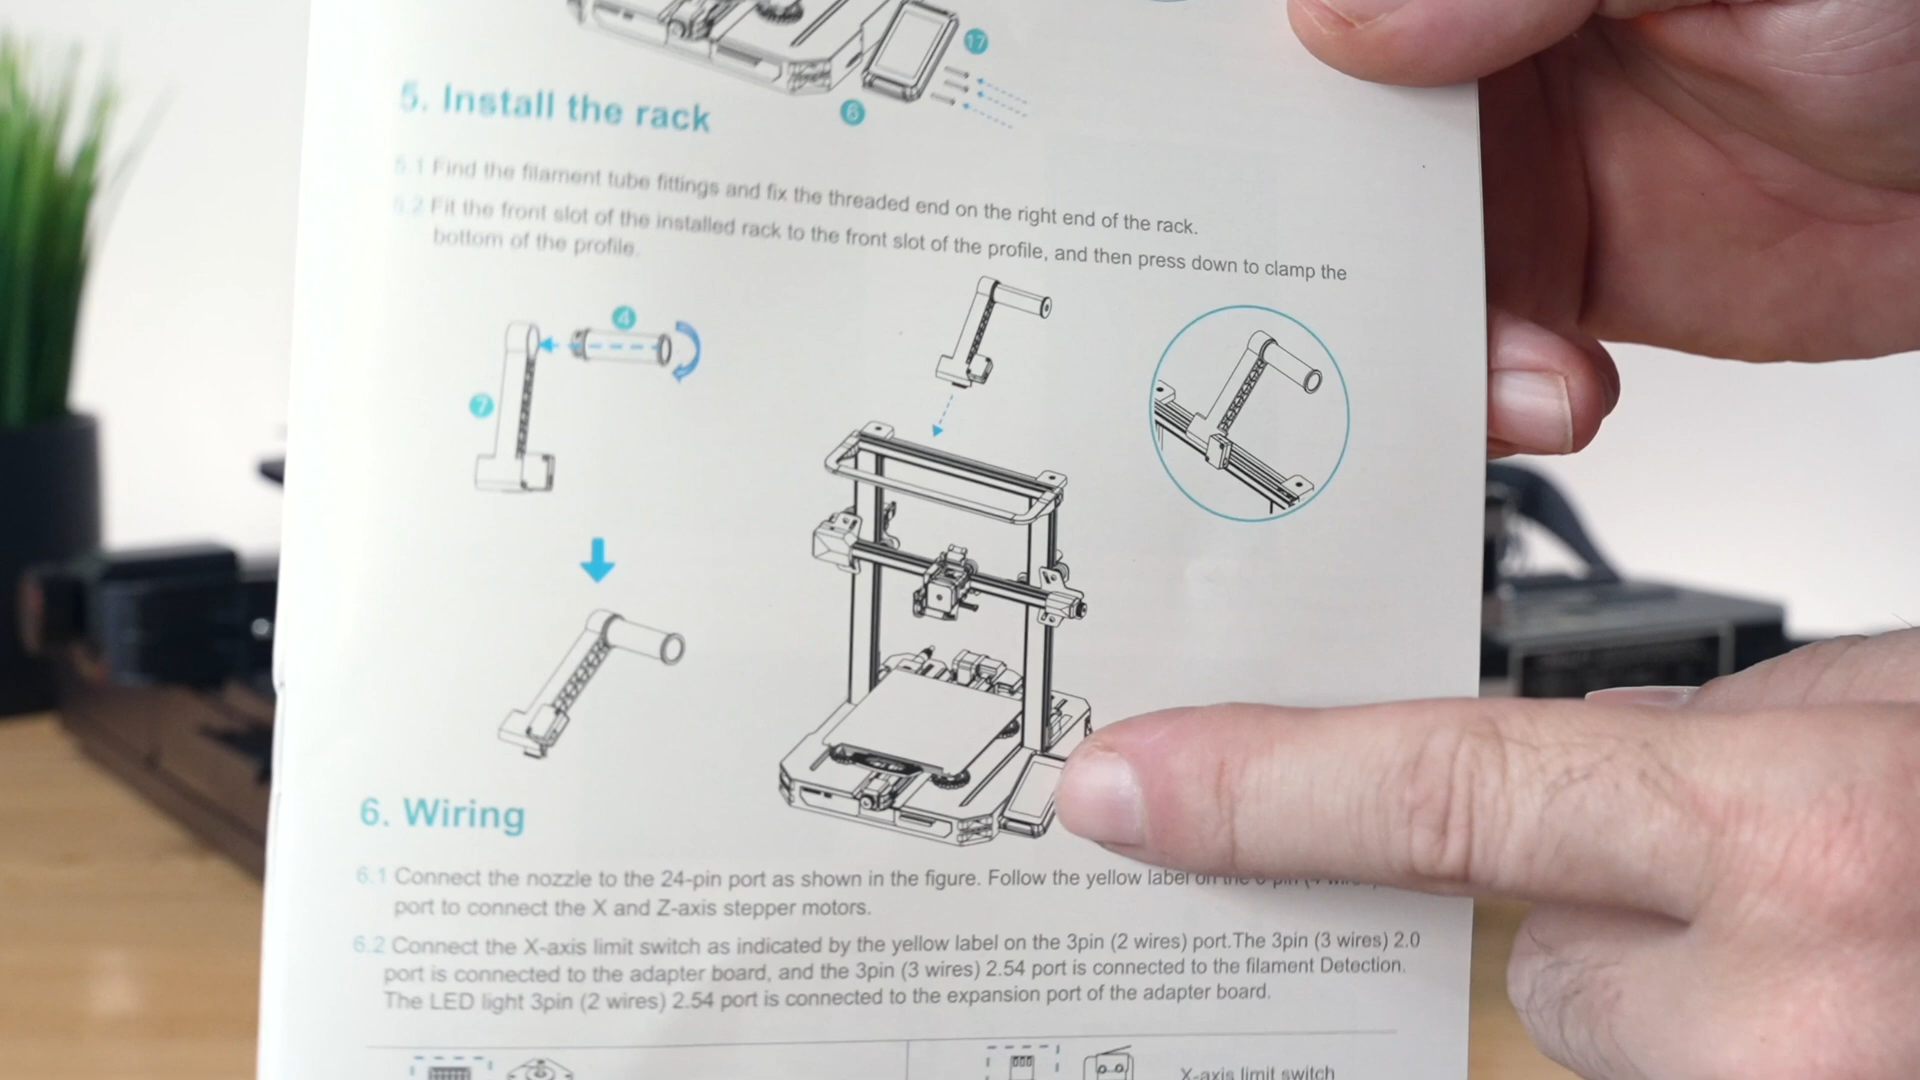 17
6
5. Install the rack
5.1 Find the filament tube fittings and fix the threaded end on the right end of the rack.
5.2 Fit the front slot of the installed rack to the front slot of the profile, and then press down to clamp the
bottom of the profile.
4
7
6. Wiring
6.1 Connect the nozzle to the 24-pin port as shown in the figure. Follow the yellow label on the
port to connect the X and Z-axis stepper motors.
6.2 Connect the X-axis limit switch as indicated by the yellow label on the 3pin (2 wires) port.The 3pin (3 wires) 2.0
port is connected to the adapter board, and the 3pin (3 wires) 2.54 port is connected to the filament Detection.
The LED light 3pin (2 wires) 2.54 port is connected to the expansion port of the adapter board.
X-axis limit switch